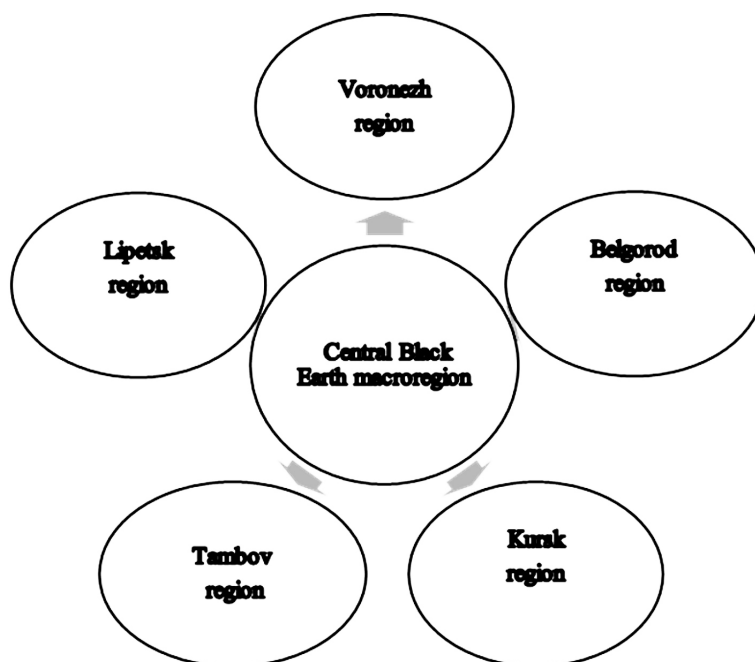 Voronezh
region
Lipetsk
region
Belgorod
region
Central Black
Earth macroregion
Tambov
region
Kursk
region